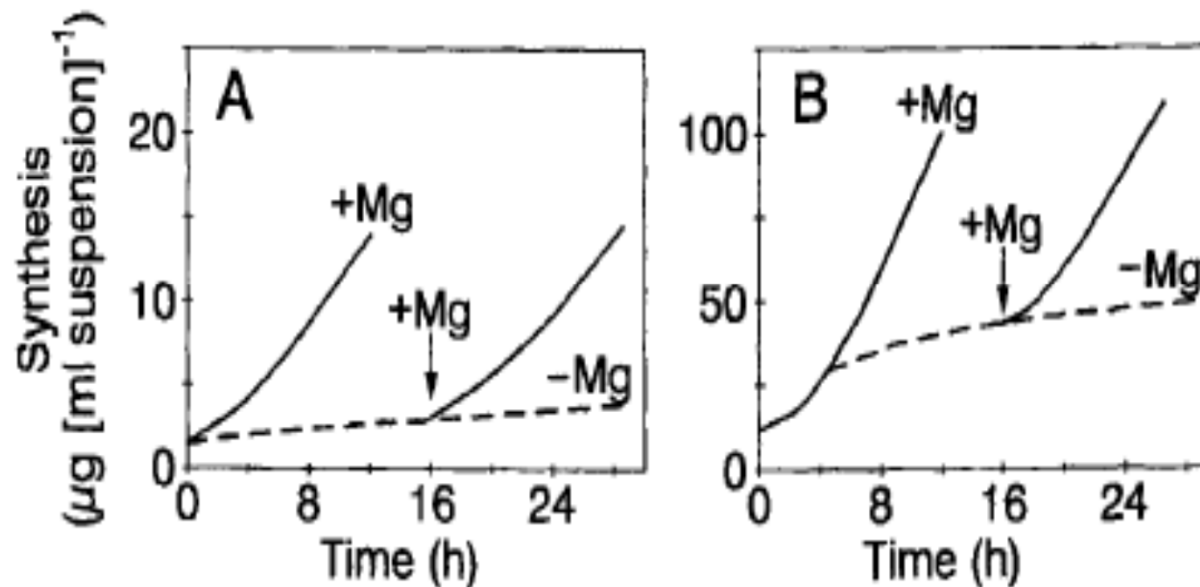 Synthesis
(µg [ml suspension]⁻¹)
A
20
10
0
+Mg
+Mg
−Mg
0 8 16 24
Time (h)
B
100
50
0
+Mg
+Mg
−Mg
0 8 16 24
Time (h)